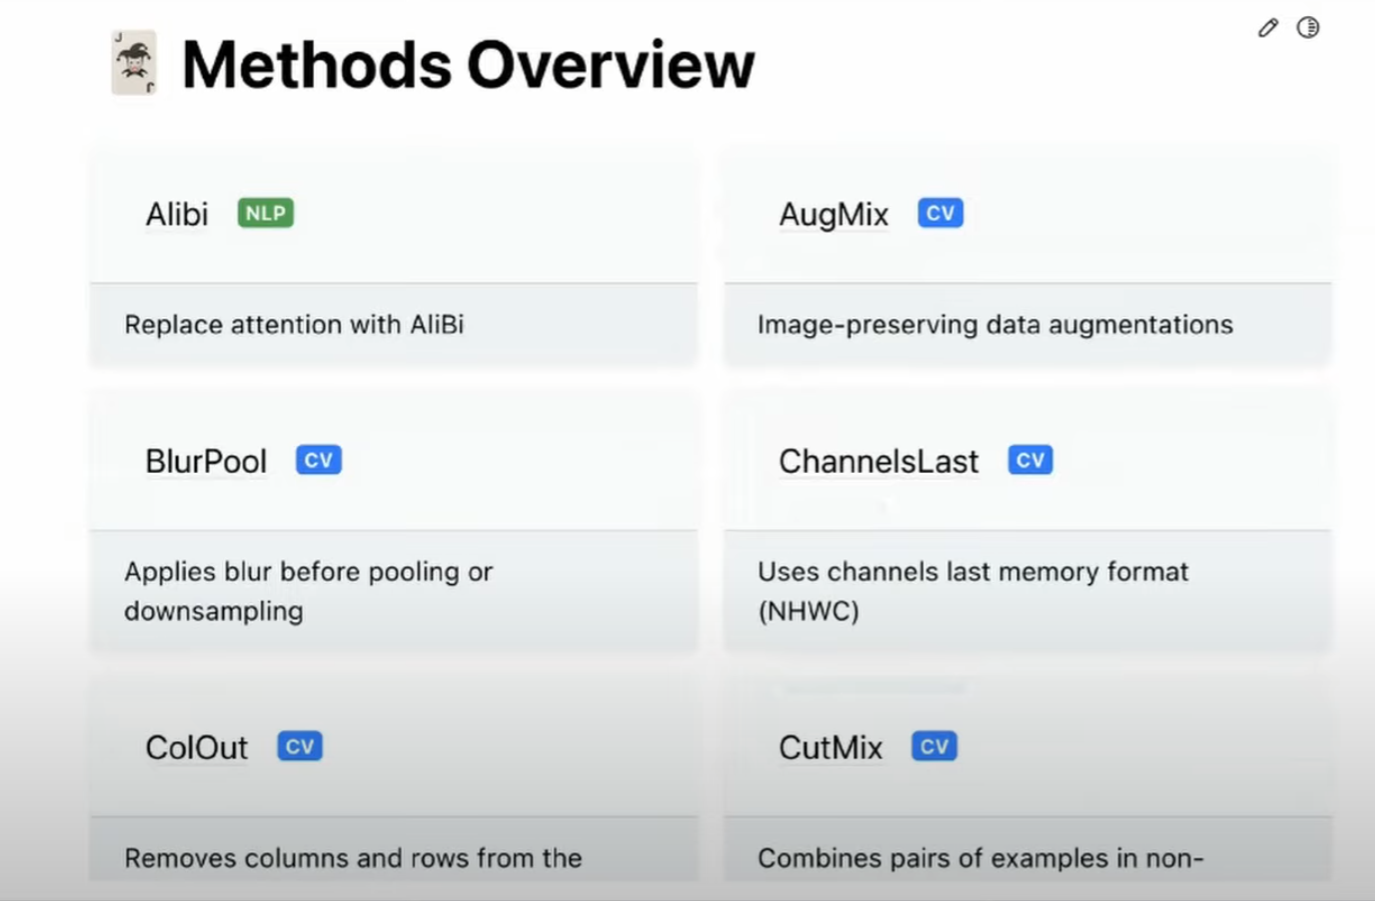 Methods Overview
Alibi NLP
Replace attention with AliBi
AugMix CV
Image-preserving data augmentations
BlurPool CV
Applies blur before pooling or
downsampling
ChannelsLast CV
Uses channels last memory format
(NHWC)
ColOut CV
Removes columns and rows from the
CutMix CV
Combines pairs of examples in non-